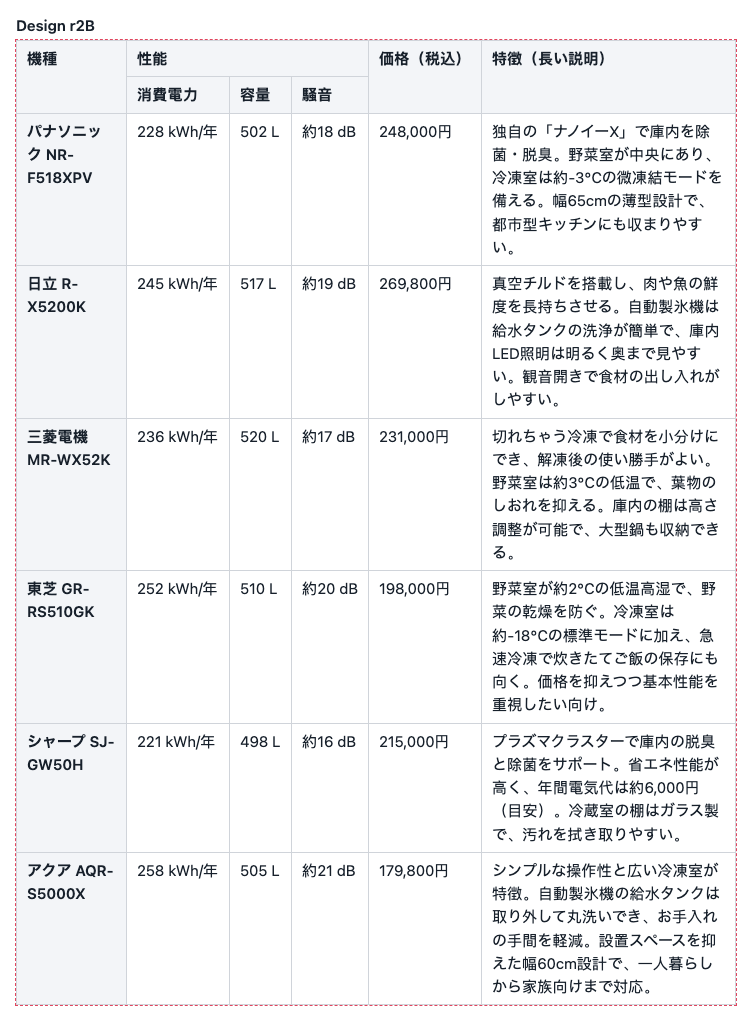 Design r2B
機種
性能
価格（税込）
特徴（長い説明）
消費電力
容量
騒音
パナソニッ
ク NR-
F518XPV
228 kWh/年
502 L
約18 dB
248,000円
独自の「ナノイーX」で庫内を除
菌・脱臭。野菜室が中央にあり、
冷凍室は約-3°Cの微凍結モードを
備える。幅65cmの薄型設計で、
都市型キッチンにも収まりやす
い。
日立 R-
X5200K
245 kWh/年
517 L
約19 dB
269,800円
真空チルドを搭載し、肉や魚の鮮
度を長持ちさせる。自動製氷機は
給水タンクの洗浄が簡単で、庫内
LED照明は明るく奥まで見やす
い。観音開きで食材の出し入れが
しやすい。
三菱電機
MR-WX52K
236 kWh/年
520 L
約17 dB
231,000円
切れちゃう冷凍で食材を小分けに
でき、解凍後の使い勝手がよい。
野菜室は約3°Cの低温で、葉物の
しおれを抑える。庫内の棚は高さ
調整が可能で、大型鍋も収納でき
る。
東芝 GR-
RS510GK
252 kWh/年
510 L
約20 dB
198,000円
野菜室が約2°Cの低温高湿で、野
菜の乾燥を防ぐ。冷凍室は
約-18°Cの標準モードに加え、急
速冷凍で炊きたてご飯の保存にも
向く。価格を抑えつつ基本性能を
重視したい向け。
シャープ SJ-
GW50H
221 kWh/年
498 L
約16 dB
215,000円
プラズマクラスターで庫内の脱臭
と除菌をサポート。省エネ性能が
高く、年間電気代は約6,000円
（目安）。冷蔵室の棚はガラス製
で、汚れを拭き取りやすい。
アクア AQR-
S5000X
258 kWh/年
505 L
約21 dB
179,800円
シンプルな操作性と広い冷凍室が
特徴。自動製氷機の給水タンクは
取り外して丸洗いでき、お手入れ
の手間を軽減。設置スペースを抑
えた幅60cm設計で、一人暮らし
から家族向けまで対応。